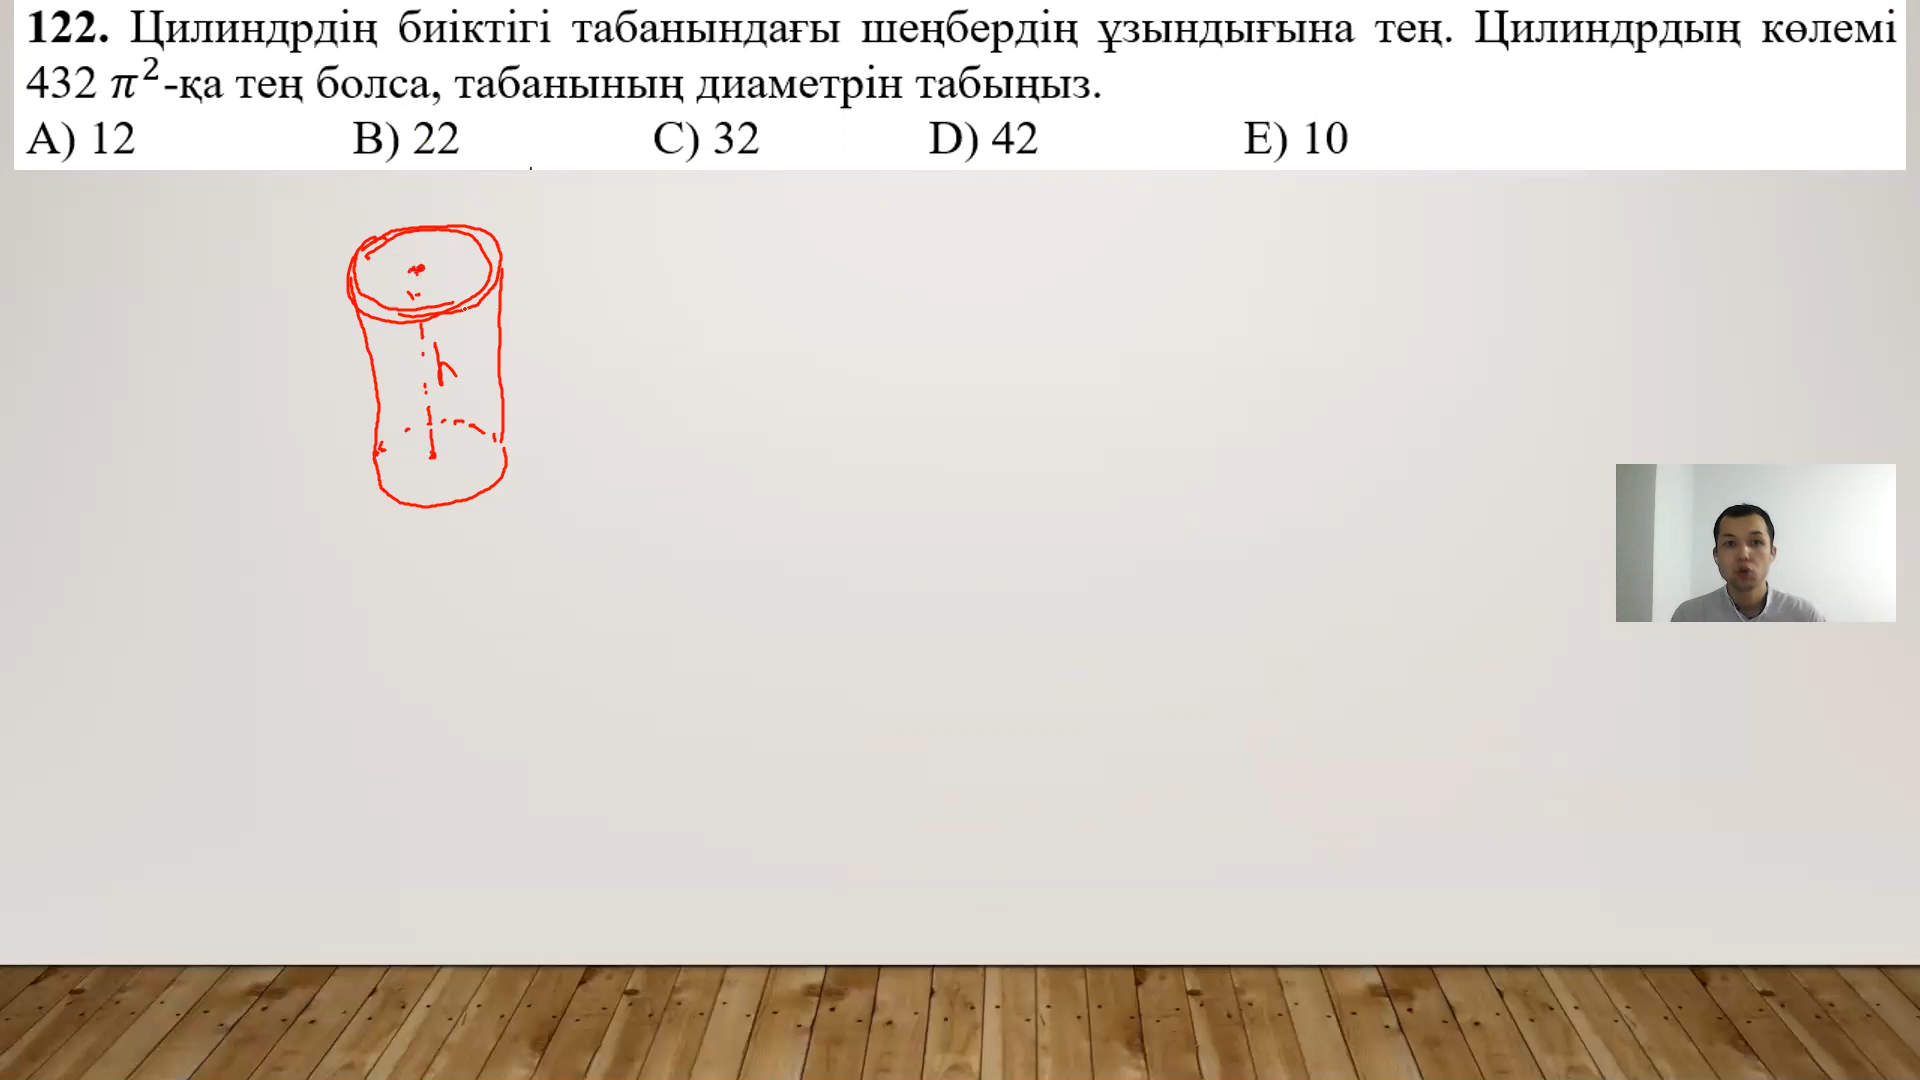 122. Цилиндрдің биіктігі табанындағы шеңбердің ұзындығына тең. Цилиндрдың көлемі
432 π²-қа тең болса, табанының диаметрін табыңыз.
A) 12 B) 22 C) 32 D) 42 E) 10
h